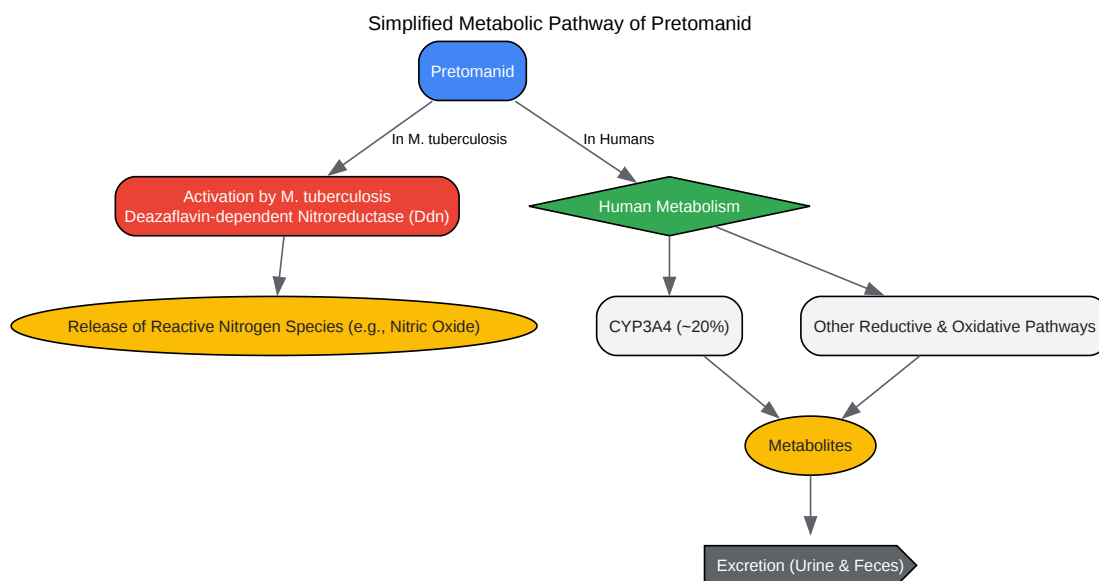 Simplified Metabolic Pathway of Pretomanid
Pretomanid
In M. tuberculosis
In Humans
Activation by M. tuberculosis
Deazaflavin-dependent Nitroreductase (Ddn)
Human Metabolism
Release of Reactive Nitrogen Species (e.g., Nitric Oxide)
CYP3A4 (~20%)
Other Reductive & Oxidative Pathways
Metabolites
Excretion (Urine & Feces)